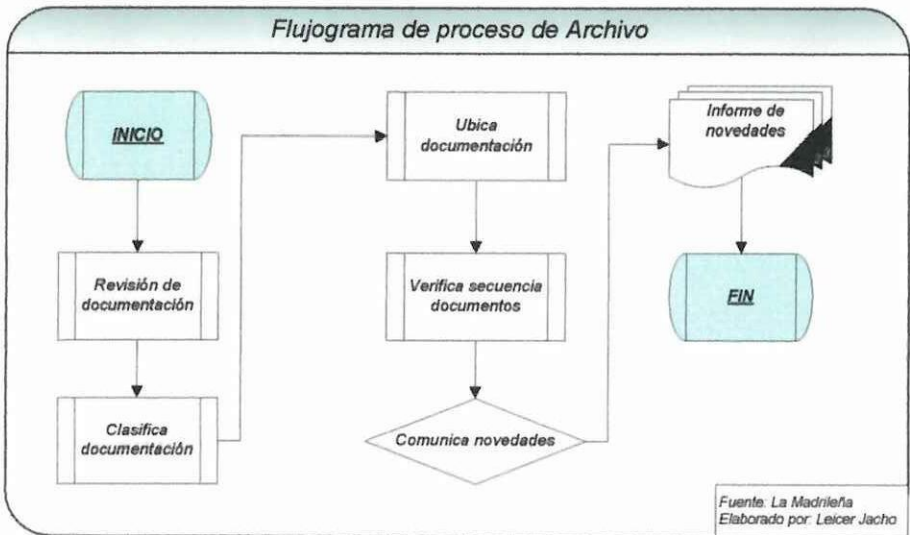 Flujograma de proceso de Archivo
INICIO
Revisión de
documentación
Clasifica
documentación
Ubica
documentación
Verifica secuencia
documentos
Comunica novedades
Informe de
novedades
FIN
Fuente: La Madrileña
Elaborado por: Leicer Jacho